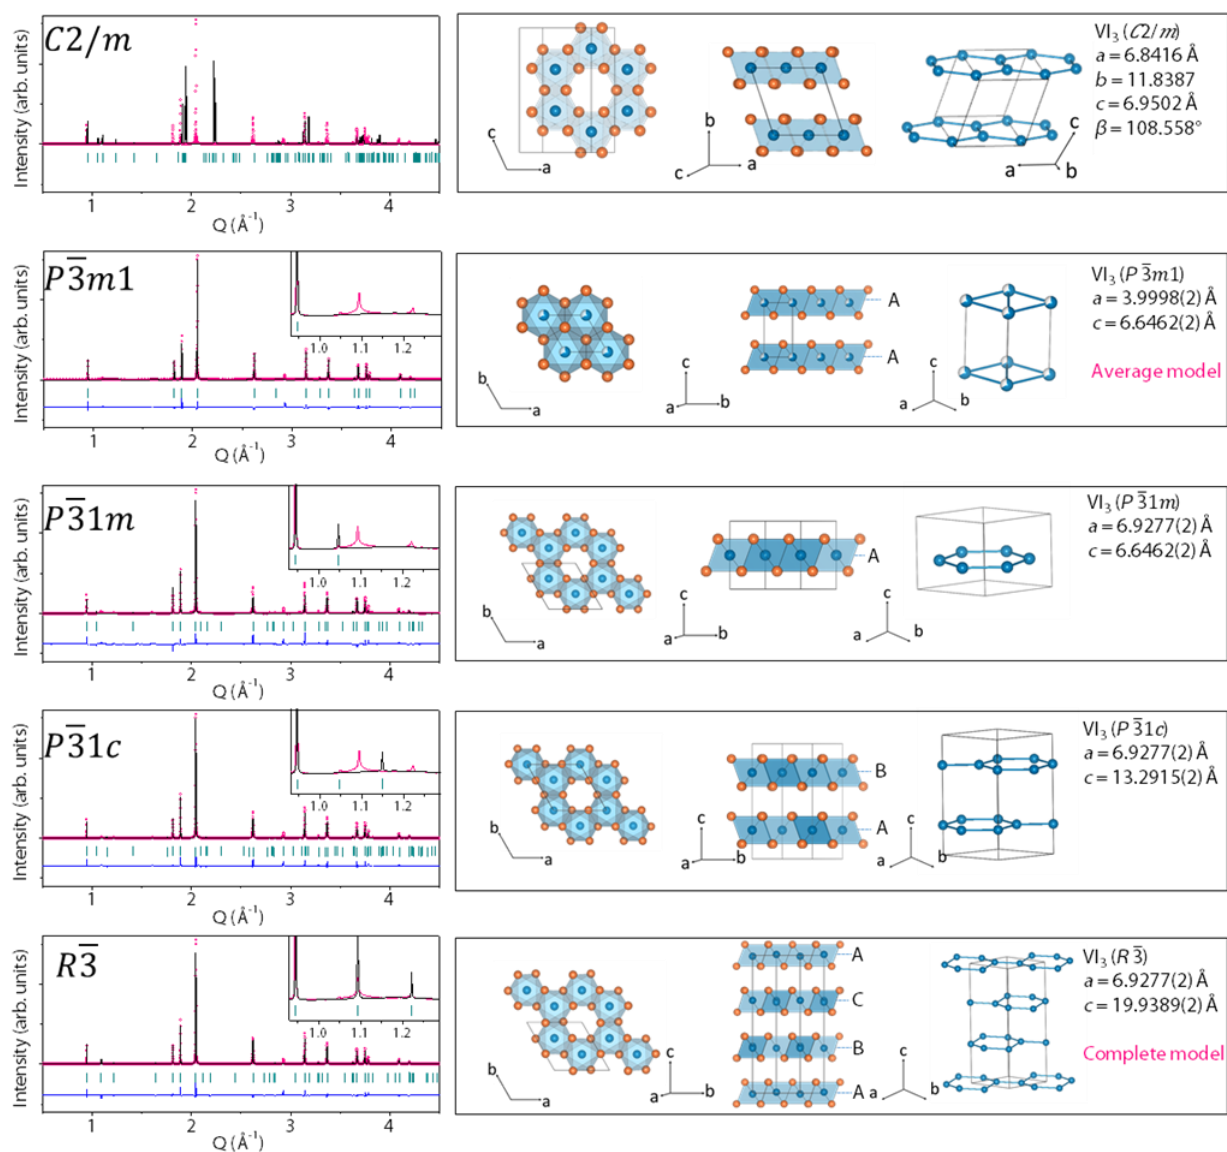 Intensity (arb. units)
C2/m
1 2 3 4
Q (Å⁻¹)
c
a
b
c
a
c
a
b
VI₃ (C2/m)
a = 6.8416 Å
b = 11.8387
c = 6.9502 Å
β = 108.558°
Intensity (arb. units)
P3̅m1
1.0 1.1 1.2
1 2 3 4
Q (Å⁻¹)
b
a
A
A
c
a
b
c
a
b
VI₃ (P3̅m1)
a = 3.9998(2) Å
c = 6.6462(2) Å
Average model
Intensity (arb. units)
P3̅1m
1.0 1.1 1.2
1 2 3 4
Q (Å⁻¹)
b
a
A
c
a
b
c
a
b
VI₃ (P3̅1m)
a = 6.9277(2) Å
c = 6.6462(2) Å
Intensity (arb. units)
P3̅1c
1.0 1.1 1.2
1 2 3 4
Q (Å⁻¹)
b
a
B
A
c
a
b
c
a
b
VI₃ (P3̅1c)
a = 6.9277(2) Å
c = 13.2915(2) Å
Intensity (arb. units)
R3̅
1.0 1.1 1.2
1 2 3 4
Q (Å⁻¹)
b
a
A
C
B
A
c
a
b
c
a
b
VI₃ (R3̅)
a = 6.9277(2) Å
c = 19.9389(2) Å
Complete model